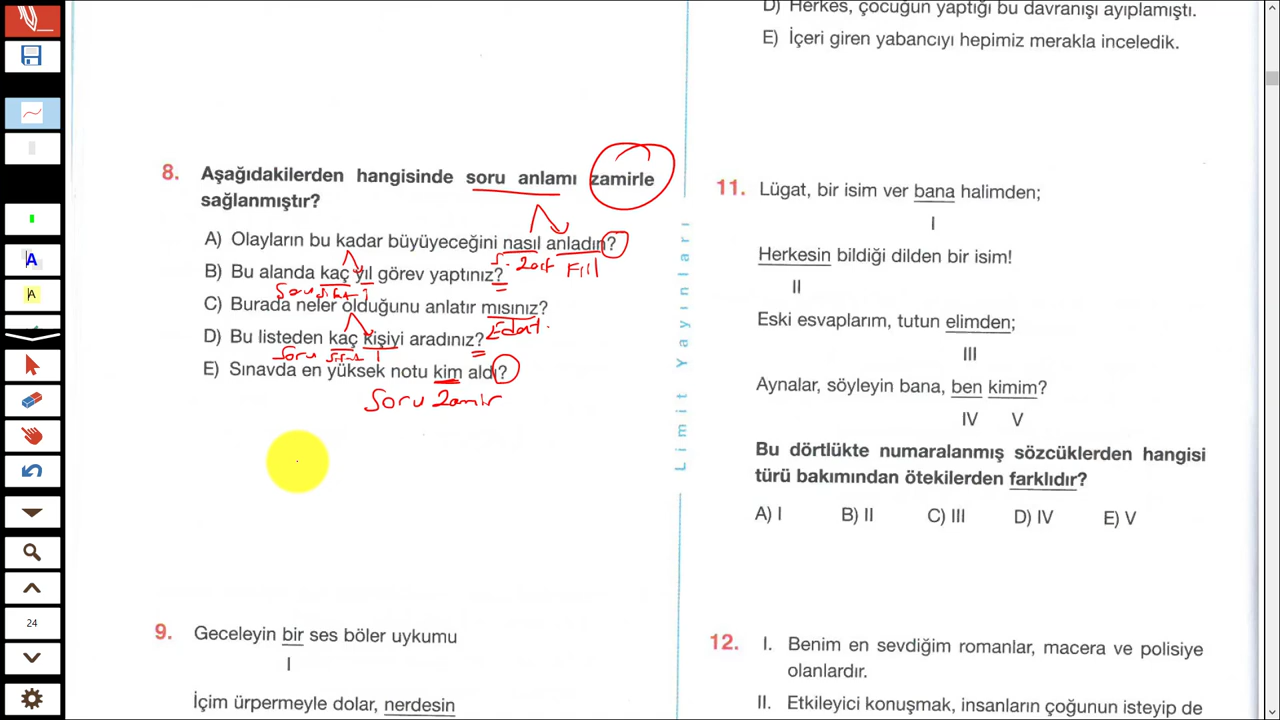 8. Aşağıdakilerden hangisinde soru anlamı zamirle
sağlanmıştır?
A) Olayların bu kadar büyüyeceğini nasıl anladın?
S. Zarf Fiil
B) Bu alanda kaç yıl görev yaptınız?
Soru sıfatı İ
C) Burada neler olduğunu anlatır mısınız?
Edat.
D) Bu listeden kaç kişiyi aradınız?
Soru sıfatı İ
E) Sınavda en yüksek notu kim aldı?
Soru Zamir
9. Geceleyin bir ses böler uykumu
I
İçim ürpermeyle dolar, nerdesin
Limit Yayınları
D) Herkes, çocuğun yaptığı bu davranışı ayıplamıştı.
E) İçeri giren yabancıyı hepimiz merakla inceledik.
11. Lügat, bir isim ver bana halimden;
I
Herkesin bildiği dilden bir isim!
II
Eski esvaplarım, tutun elimden;
III
Aynalar, söyleyin bana, ben kimim?
IV V
Bu dörtlükte numaralanmış sözcüklerden hangisi
türü bakımından ötekilerden farklıdır?
A) I B) II C) III D) IV E) V
12. I. Benim en sevdiğim romanlar, macera ve polisiye
olanlardır.
II. Etkileyici konuşmak, insanların çoğunun isteyip de
A
A
24